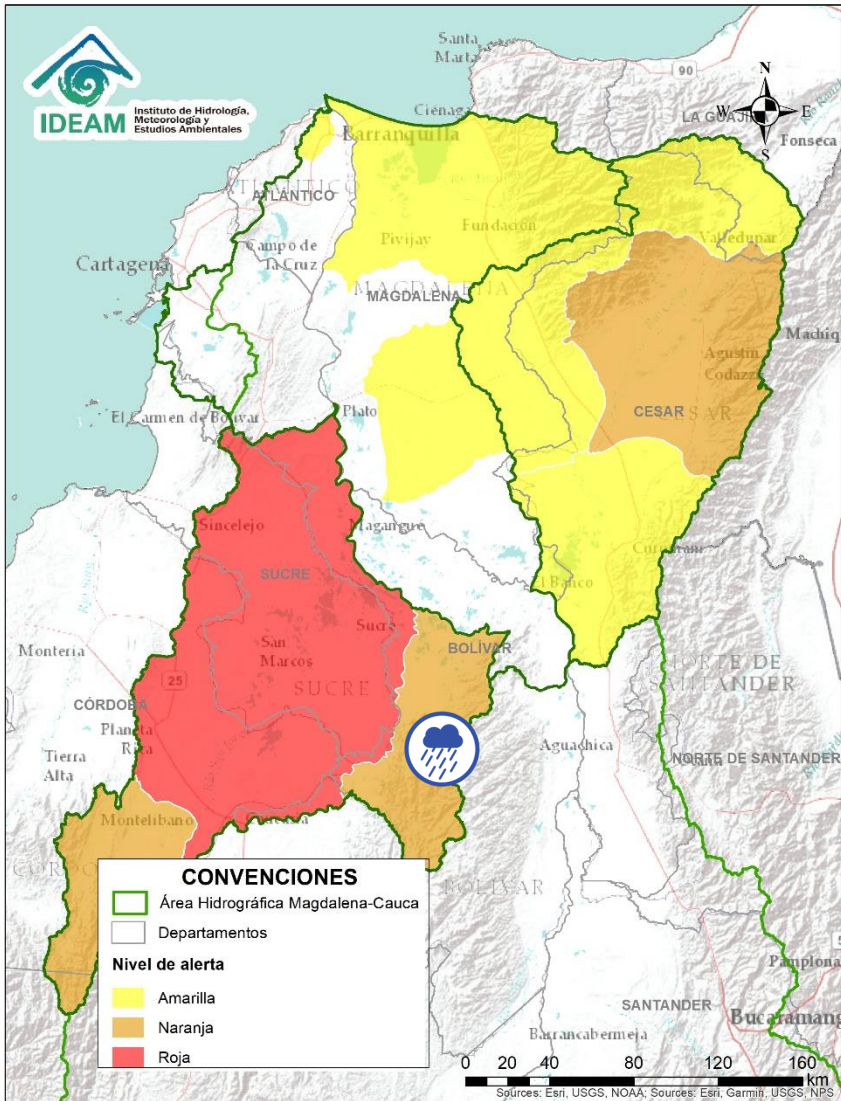 IDEAM
Instituto de Hidrología,
Meteorología y
Estudios Ambientales
Santa
Marta
90
N
W
E
S
LA GUAJIRA
Fonseca
Ciénaga
Barranquilla
ATLÁNTICO
ATLÁNTICO
Campo de
la Cruz
Pivijay
Fundación
Valledupar
Cartagena
MAGDALENA
MAGDALENA
Machiq
Agustín
Codazzi
CESAR
CESAR
El Carmen de Bolívar
Plato
Sincelejo
Magangué
SUCRE
El Banco
Sucre
San
Marcos
BOLÍVAR
SUCRE
Montería
25
CÓRDOBA
Planeta
Rica
Tierra
Alta
NORTE DE
SANTANDER
Aguachica
NORTE DE SANTANDER
Montelíbano
BOLÍVAR
CONVENCIONES
Área Hidrográfica Magdalena-Cauca
Departamentos
Nivel de alerta
Amarilla
Naranja
Roja
Pamplona
SANTANDER
Bucaramang
Barrancabermeja
0 20 40 80 120 160
km
Sources: Esri, USGS, NOAA; Sources: Esri, Garmin, USGS, NPS